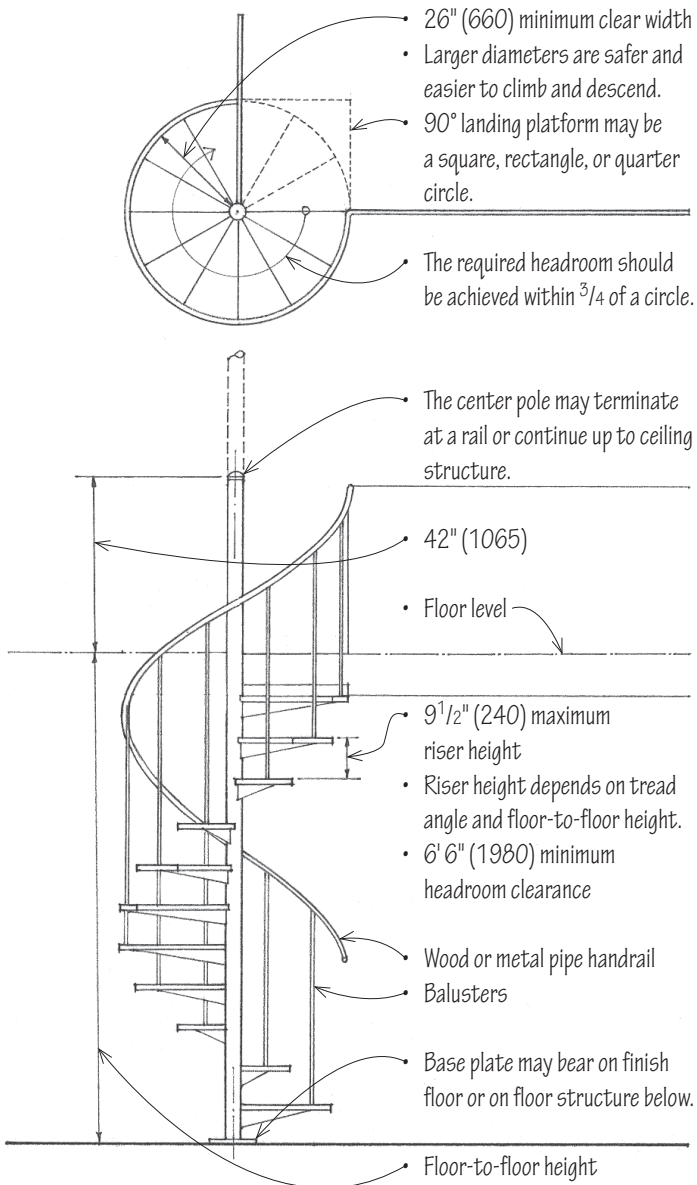 • 26" (660) minimum clear width
• Larger diameters are safer and
easier to climb and descend.
• 90° landing platform may be
a square, rectangle, or quarter
circle.
• The required headroom should
be achieved within 3/4 of a circle.
• The center pole may terminate
at a rail or continue up to ceiling
structure.
• 42" (1065)
• Floor level
• 9 1/2" (240) maximum
riser height
• Riser height depends on tread
angle and floor-to-floor height.
• 6' 6" (1980) minimum
headroom clearance
• Wood or metal pipe handrail
• Balusters
• Base plate may bear on finish
floor or on floor structure below.
• Floor-to-floor height